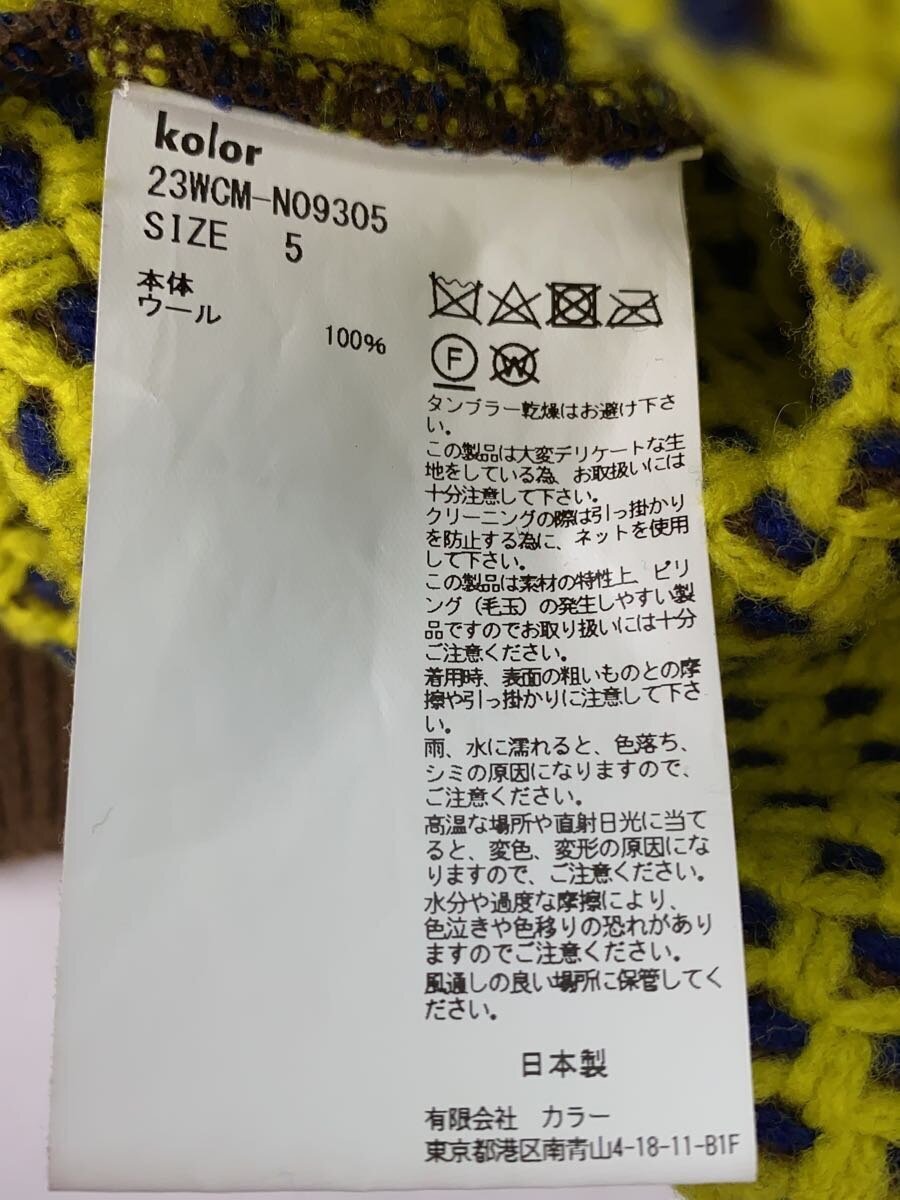 kolor
23WCM-N09305
SIZE 5
本体
ウール
100%
F
W
タンブラー乾燥はお避け下さ
い。
この製品は大変デリケートな生
地をしている為、お取扱いには
十分注意して下さい。
クリーニングの際は引っ掛かり
を防止する為に、ネットを使用
して下さい。
この製品は素材の特性上、ピリ
ング（毛玉）の発生しやすい製
品ですのでお取り扱いには十分
ご注意ください。
着用時、表面の粗いものとの摩
擦や引っ掛かりに注意して下さ
い。
雨、水に濡れると、色落ち、
シミの原因になりますので、
ご注意ください。
高温な場所や直射日光に当て
ると、変色、変形の原因にな
りますので、ご注意ください。
水分や過度な摩擦により、
色泣きや色移りの恐れがあり
ますのでご注意ください。
風通しの良い場所に保管してく
ださい。
日本製
有限会社 カラー
東京都港区南青山4-18-11-B1F